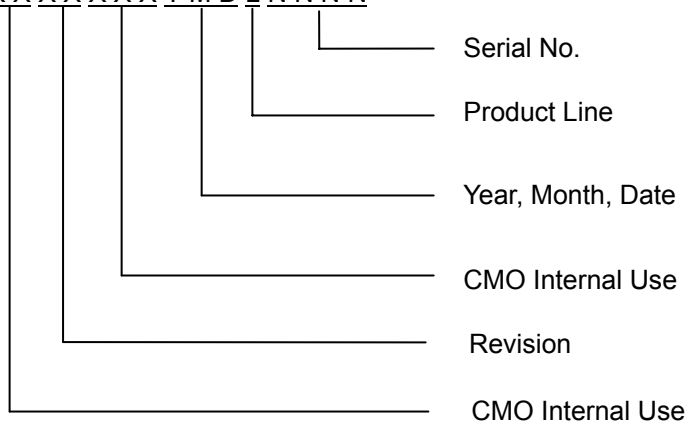 Serial No.
Product Line
Year, Month, Date
CMO Internal Use
Revision
CMO Internal Use